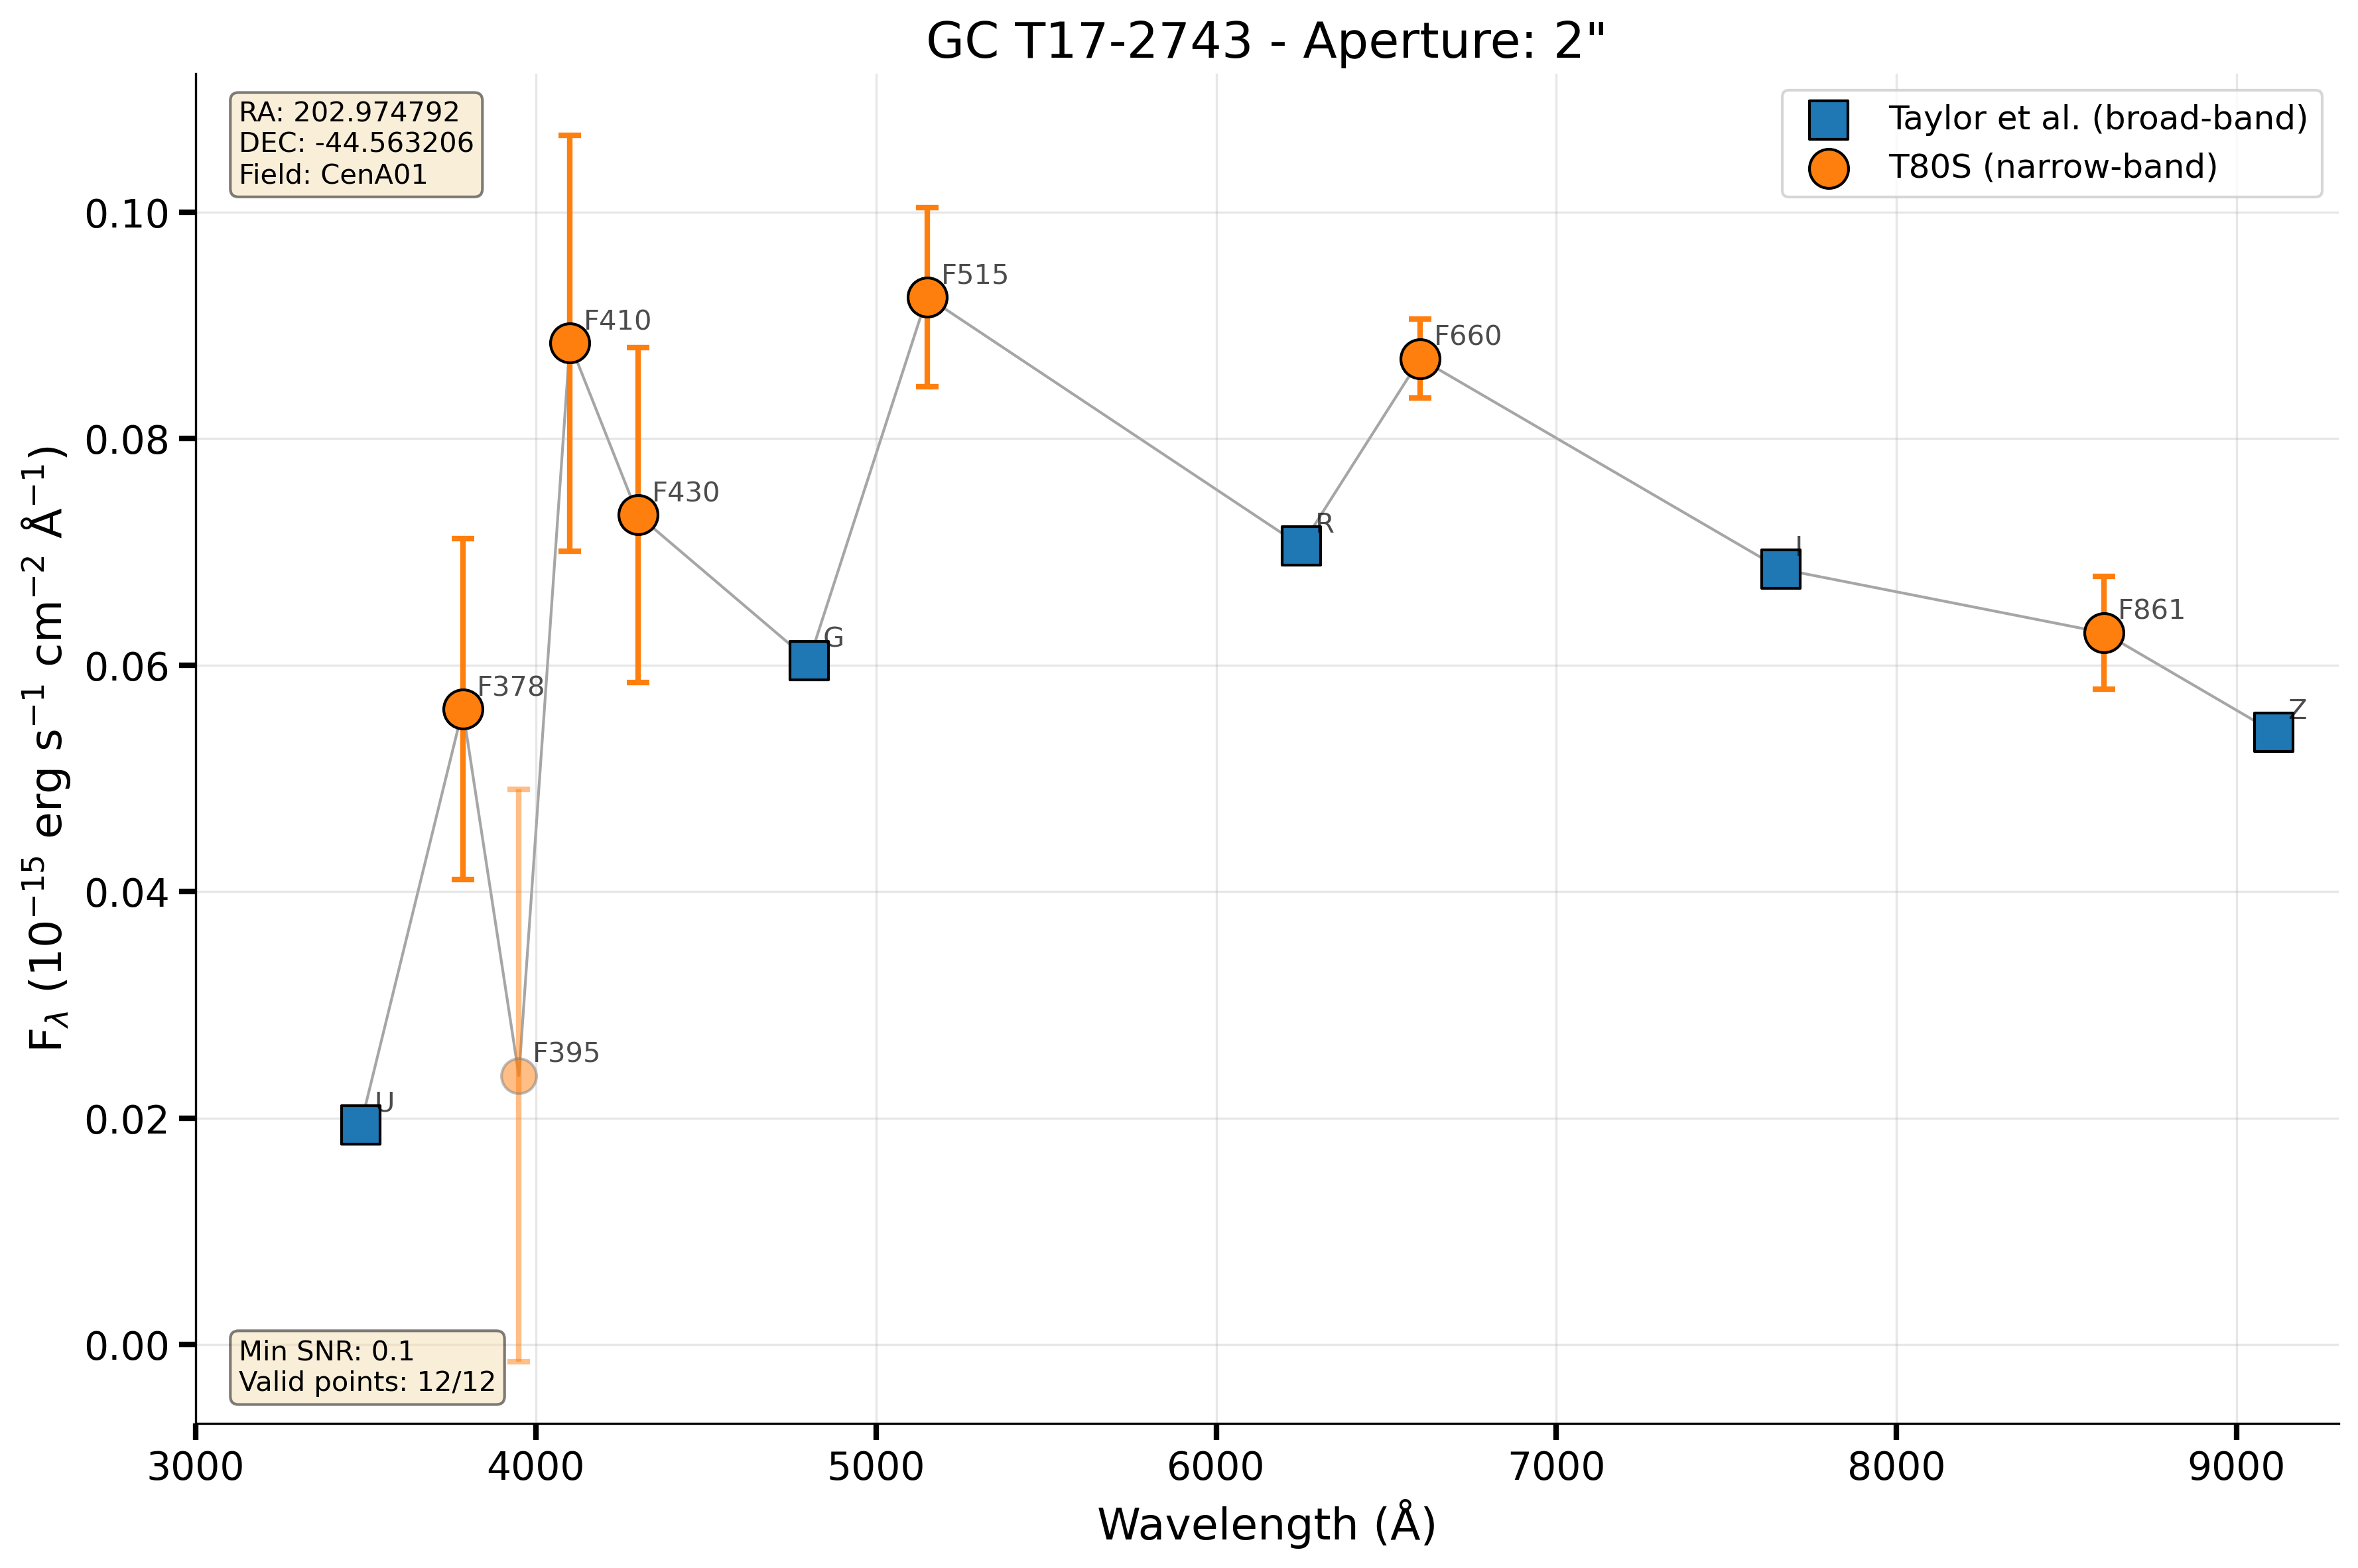 GC T17-2743 - Aperture: 2"
RA: 202.974792
DEC: -44.563206
Field: CenA01
Taylor et al. (broad-band)
T80S (narrow-band)
F515
F410
F660
F430
R
I
G
F861
F378
Z
F395
U
0.10
0.08
0.06
0.04
0.02
0.00
Fλ (10⁻¹⁵ erg s⁻¹ cm⁻² Å⁻¹)
Min SNR: 0.1
Valid points: 12/12
3000 4000 5000 6000 7000 8000 9000
Wavelength (Å)